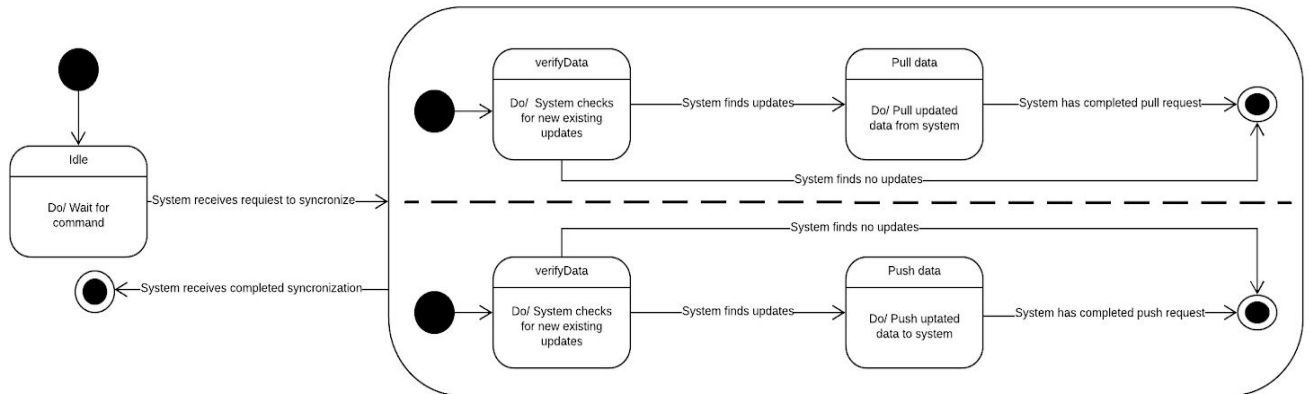 verifyData
Do/  System checks
for new existing
updates
System finds updates
Pull data
Do/ Pull updated
data from system
System has completed pull request
System finds no updates
Idle
Do/ Wait for
command
System receives requiest to syncronize
System receives completed syncronization
System finds no updates
verifyData
Do/ System checks
for new existing
updates
System finds updates
Push data
Do/ Push uptated
data to system
System has completed push request